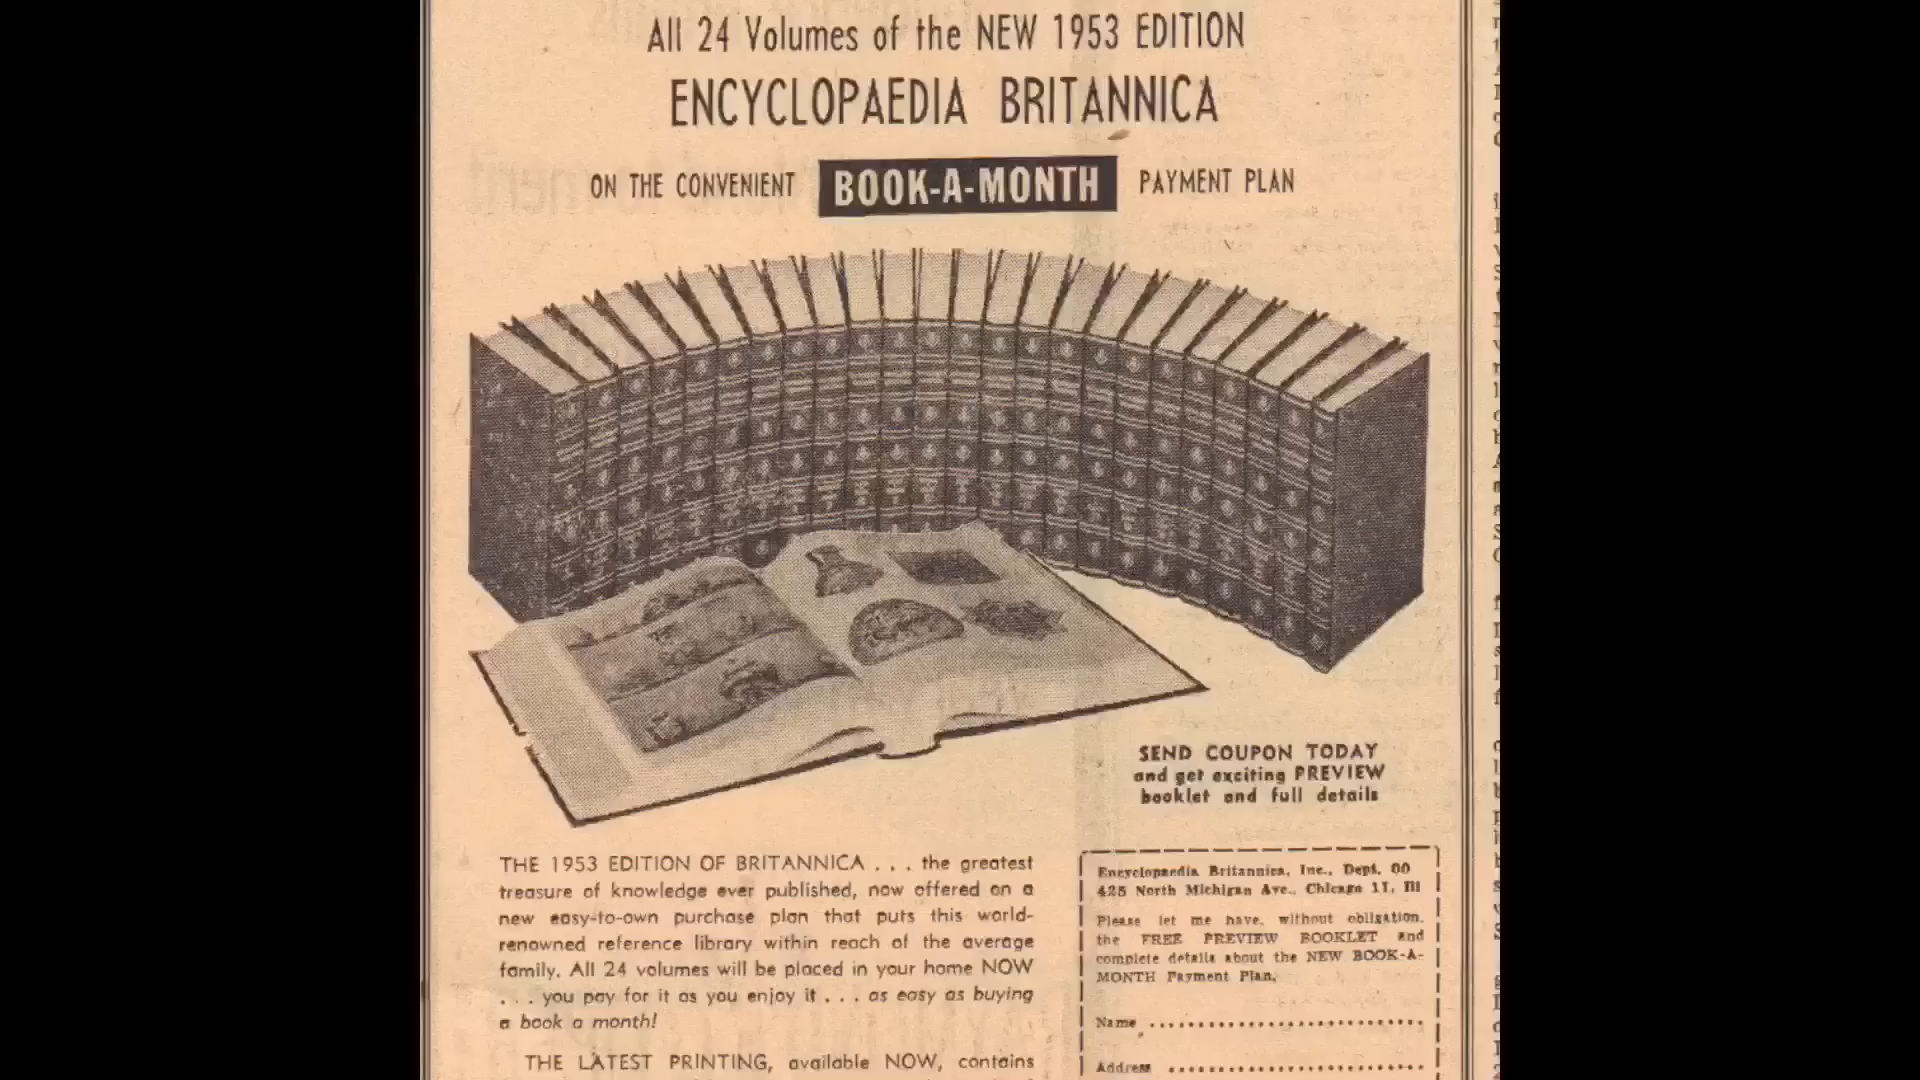 All 24 Volumes of the NEW 1953 EDITION
ENCYCLOPAEDIA BRITANNICA
ON THE CONVENIENT BOOK-A-MONTH PAYMENT PLAN
SEND COUPON TODAY
and get exciting PREVIEW
booklet and full details
THE 1953 EDITION OF BRITANNICA . . . the greatest
treasure of knowledge ever published, now offered on a
new easy-to-own purchase plan that puts this world-
renowned reference library within reach of the average
family. All 24 volumes will be placed in your home NOW
. . . you pay for it as you enjoy it . . . as easy as buying
a book a month!
THE LATEST PRINTING, available NOW, contains
Encyclopaedia Britannica, Inc., Dept. 00
425 North Michigan Ave., Chicago 11, Ill
Please let me have, without obligation,
the FREE PREVIEW BOOKLET and
complete details about the NEW BOOK-A-
MONTH Payment Plan.
Name
Address